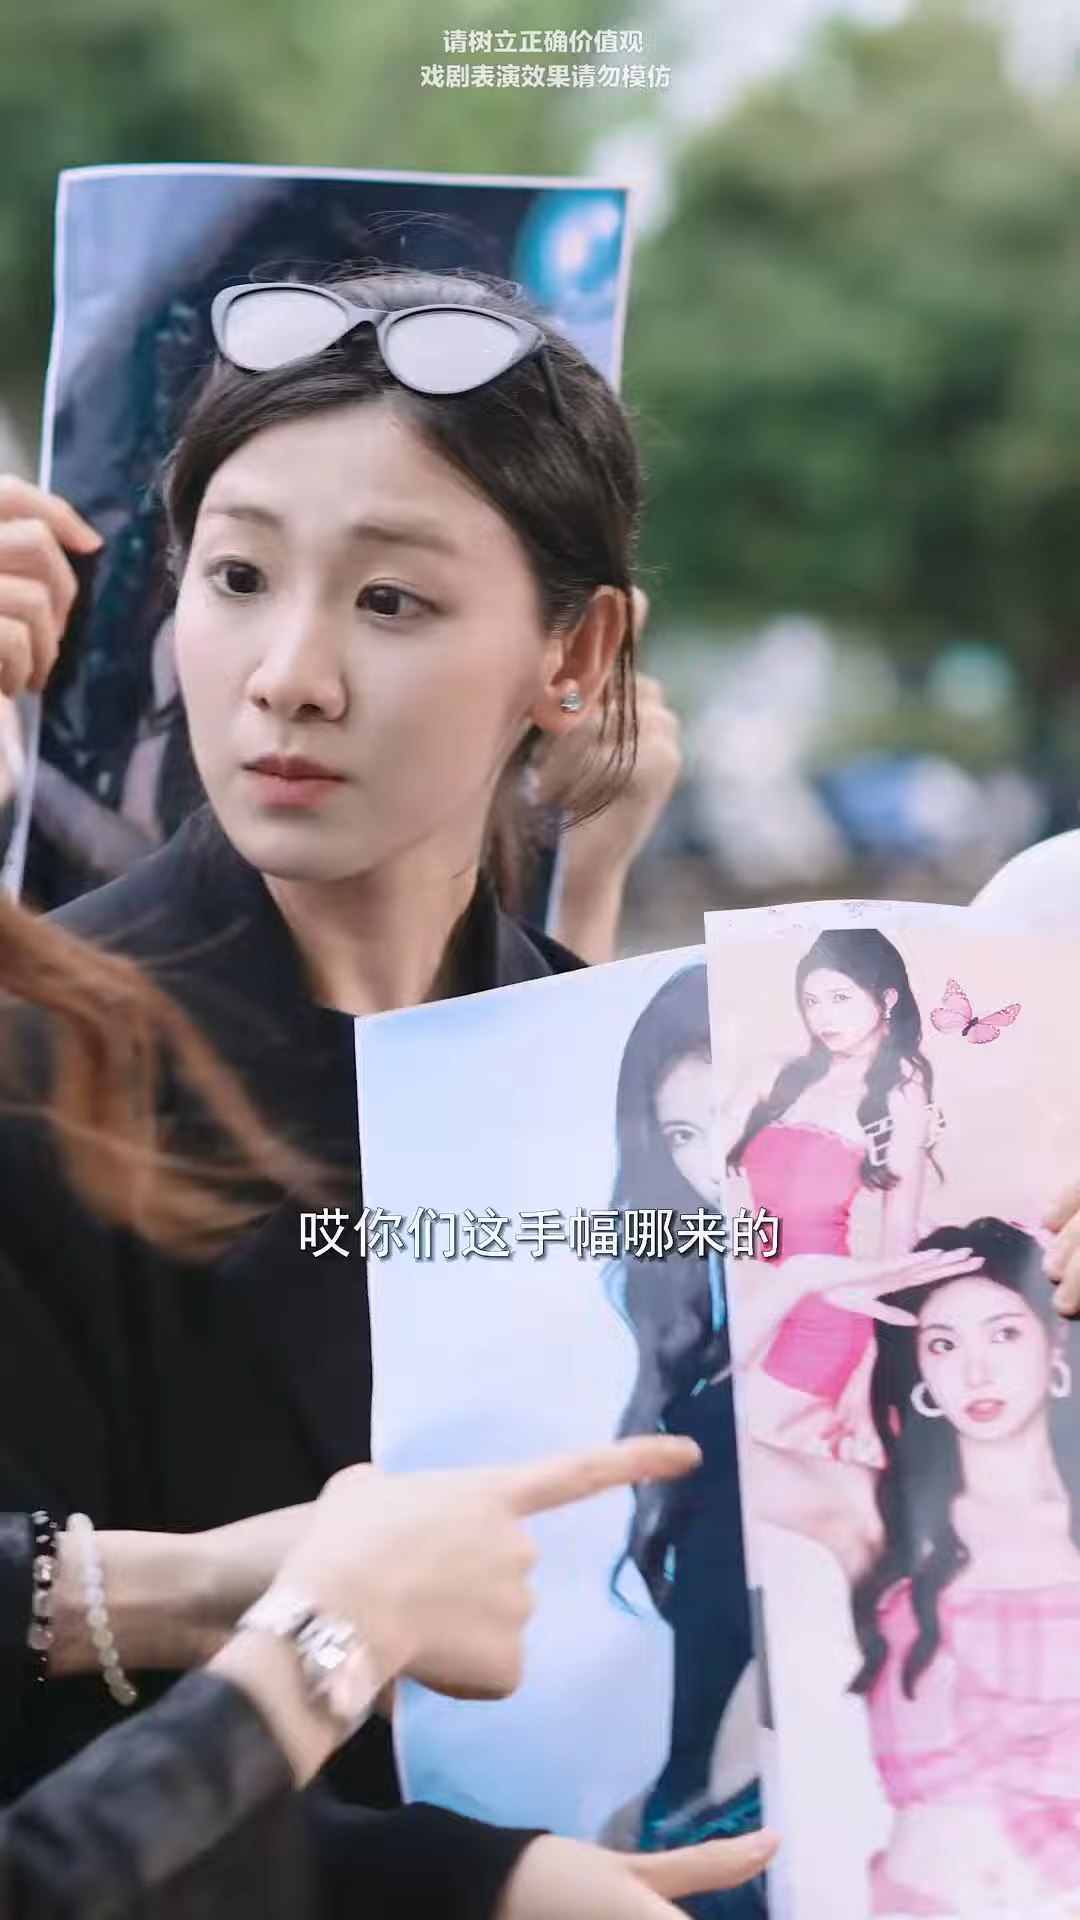 请树立正确价值观
戏剧表演效果请勿模仿
哎你们这手幅哪来的